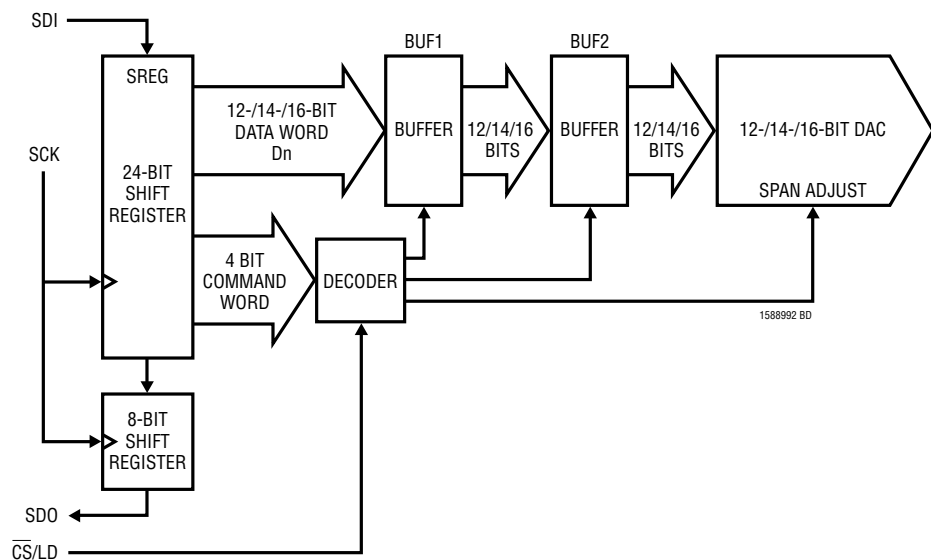 SDI
SREG
24-BIT
SHIFT
REGISTER
SCK
12-/14-/16-BIT
DATA WORD
Dn
BUF1
BUFFER
12/14/16
BITS
BUF2
BUFFER
12/14/16
BITS
12-/14-/16-BIT DAC
SPAN ADJUST
4 BIT
COMMAND
WORD
DECODER
1588992 BD
8-BIT
SHIFT
REGISTER
SDO
C̅S̅/LD